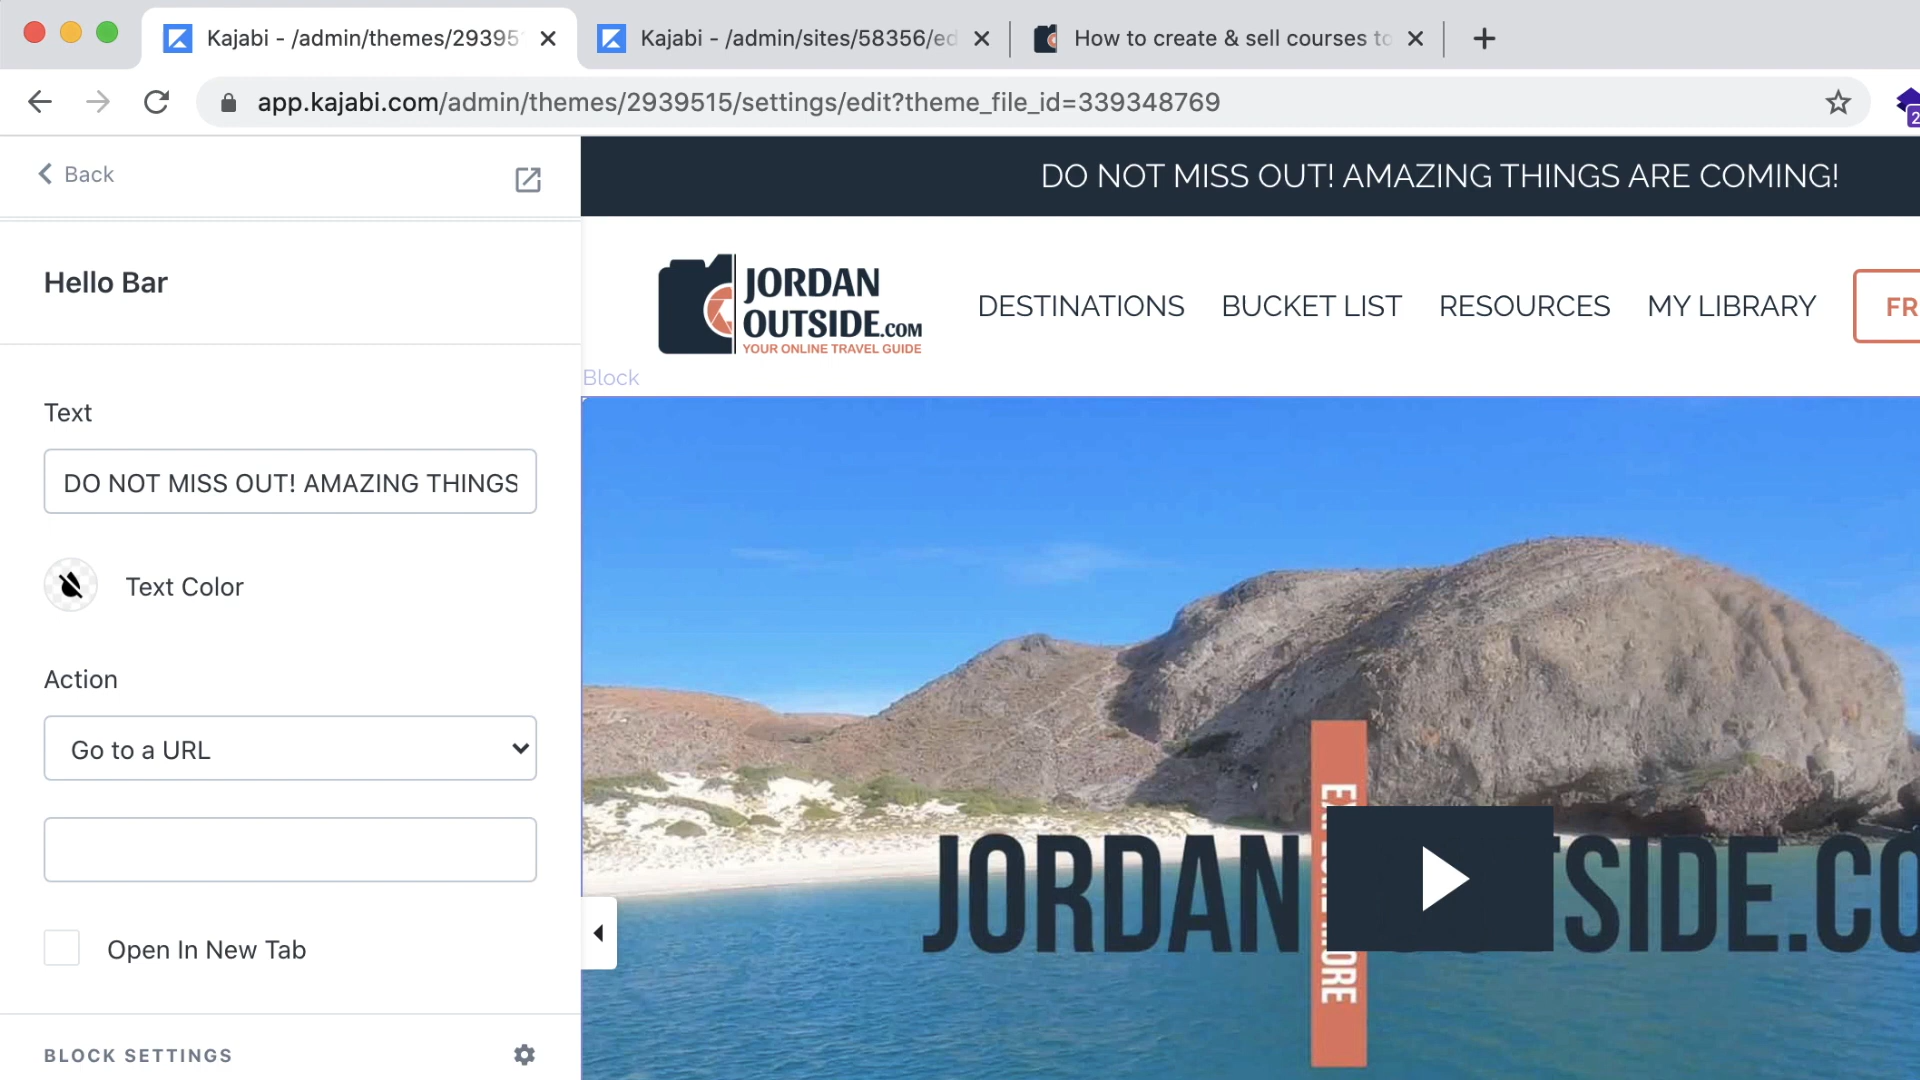 Kajabi - /admin/themes/29395
Kajabi - /admin/sites/58356/ed
How to create & sell courses to
app.kajabi.com/admin/themes/2939515/settings/edit?theme_file_id=339348769
2
Back
Hello Bar
Text
DO NOT MISS OUT! AMAZING THINGS
Text Color
Action
Go to a URL
Open In New Tab
BLOCK SETTINGS
DO NOT MISS OUT! AMAZING THINGS ARE COMING!
JORDAN
OUTSIDE.COM
YOUR ONLINE TRAVEL GUIDE
DESTINATIONS
BUCKET LIST
RESOURCES
MY LIBRARY
FR
Block
JORDAN TSIDE.CO